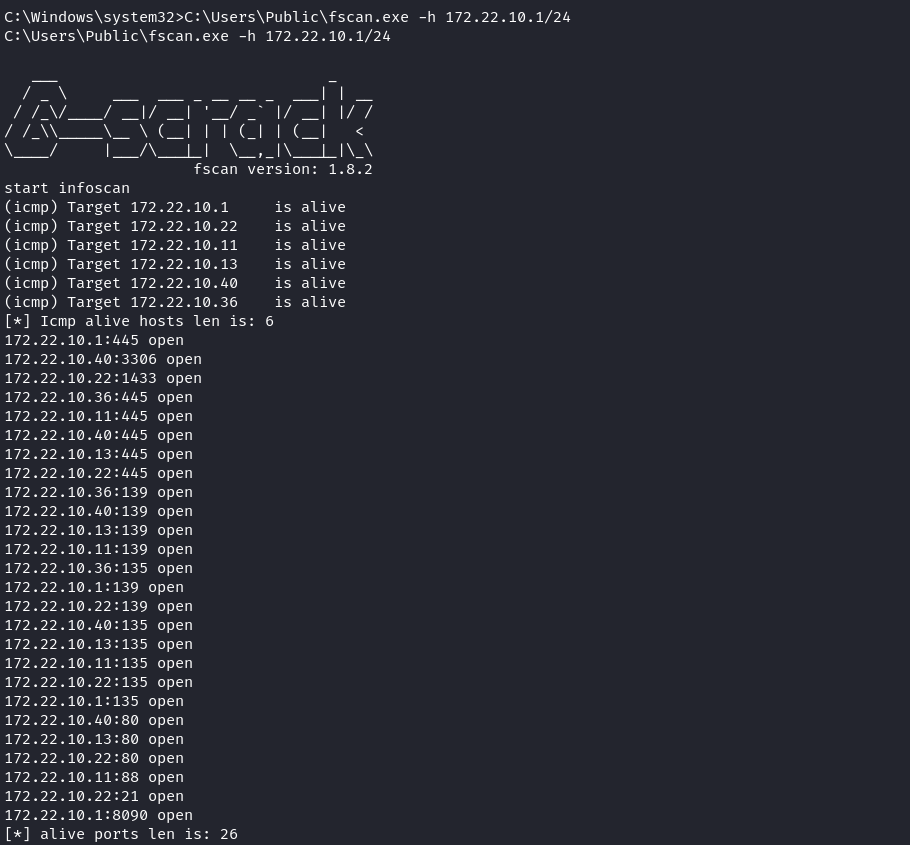 C:\Windows\system32>C:\Users\Public\fscan.exe -h 172.22.10.1/24
C:\Users\Public\fscan.exe -h 172.22.10.1/24
   ___                              _
  / _ \     ___  ___ _ __ __ _  ___| | __
 / /_\/____/ __|/ __| '__/ _` |/ __| |/ /
/ /_\\_____\__ \ (__| | | (_| | (__|   <
\____/     |___/\___|_|  \__,_|\___|_|\_\
                     fscan version: 1.8.2
start infoscan
(icmp) Target 172.22.10.1     is alive
(icmp) Target 172.22.10.22    is alive
(icmp) Target 172.22.10.11    is alive
(icmp) Target 172.22.10.13    is alive
(icmp) Target 172.22.10.40    is alive
(icmp) Target 172.22.10.36    is alive
[*] Icmp alive hosts len is: 6
172.22.10.1:445 open
172.22.10.40:3306 open
172.22.10.22:1433 open
172.22.10.36:445 open
172.22.10.11:445 open
172.22.10.40:445 open
172.22.10.13:445 open
172.22.10.22:445 open
172.22.10.36:139 open
172.22.10.40:139 open
172.22.10.13:139 open
172.22.10.11:139 open
172.22.10.36:135 open
172.22.10.1:139 open
172.22.10.22:139 open
172.22.10.40:135 open
172.22.10.13:135 open
172.22.10.11:135 open
172.22.10.22:135 open
172.22.10.1:135 open
172.22.10.40:80 open
172.22.10.13:80 open
172.22.10.22:80 open
172.22.10.11:88 open
172.22.10.22:21 open
172.22.10.1:8090 open
[*] alive ports len is: 26